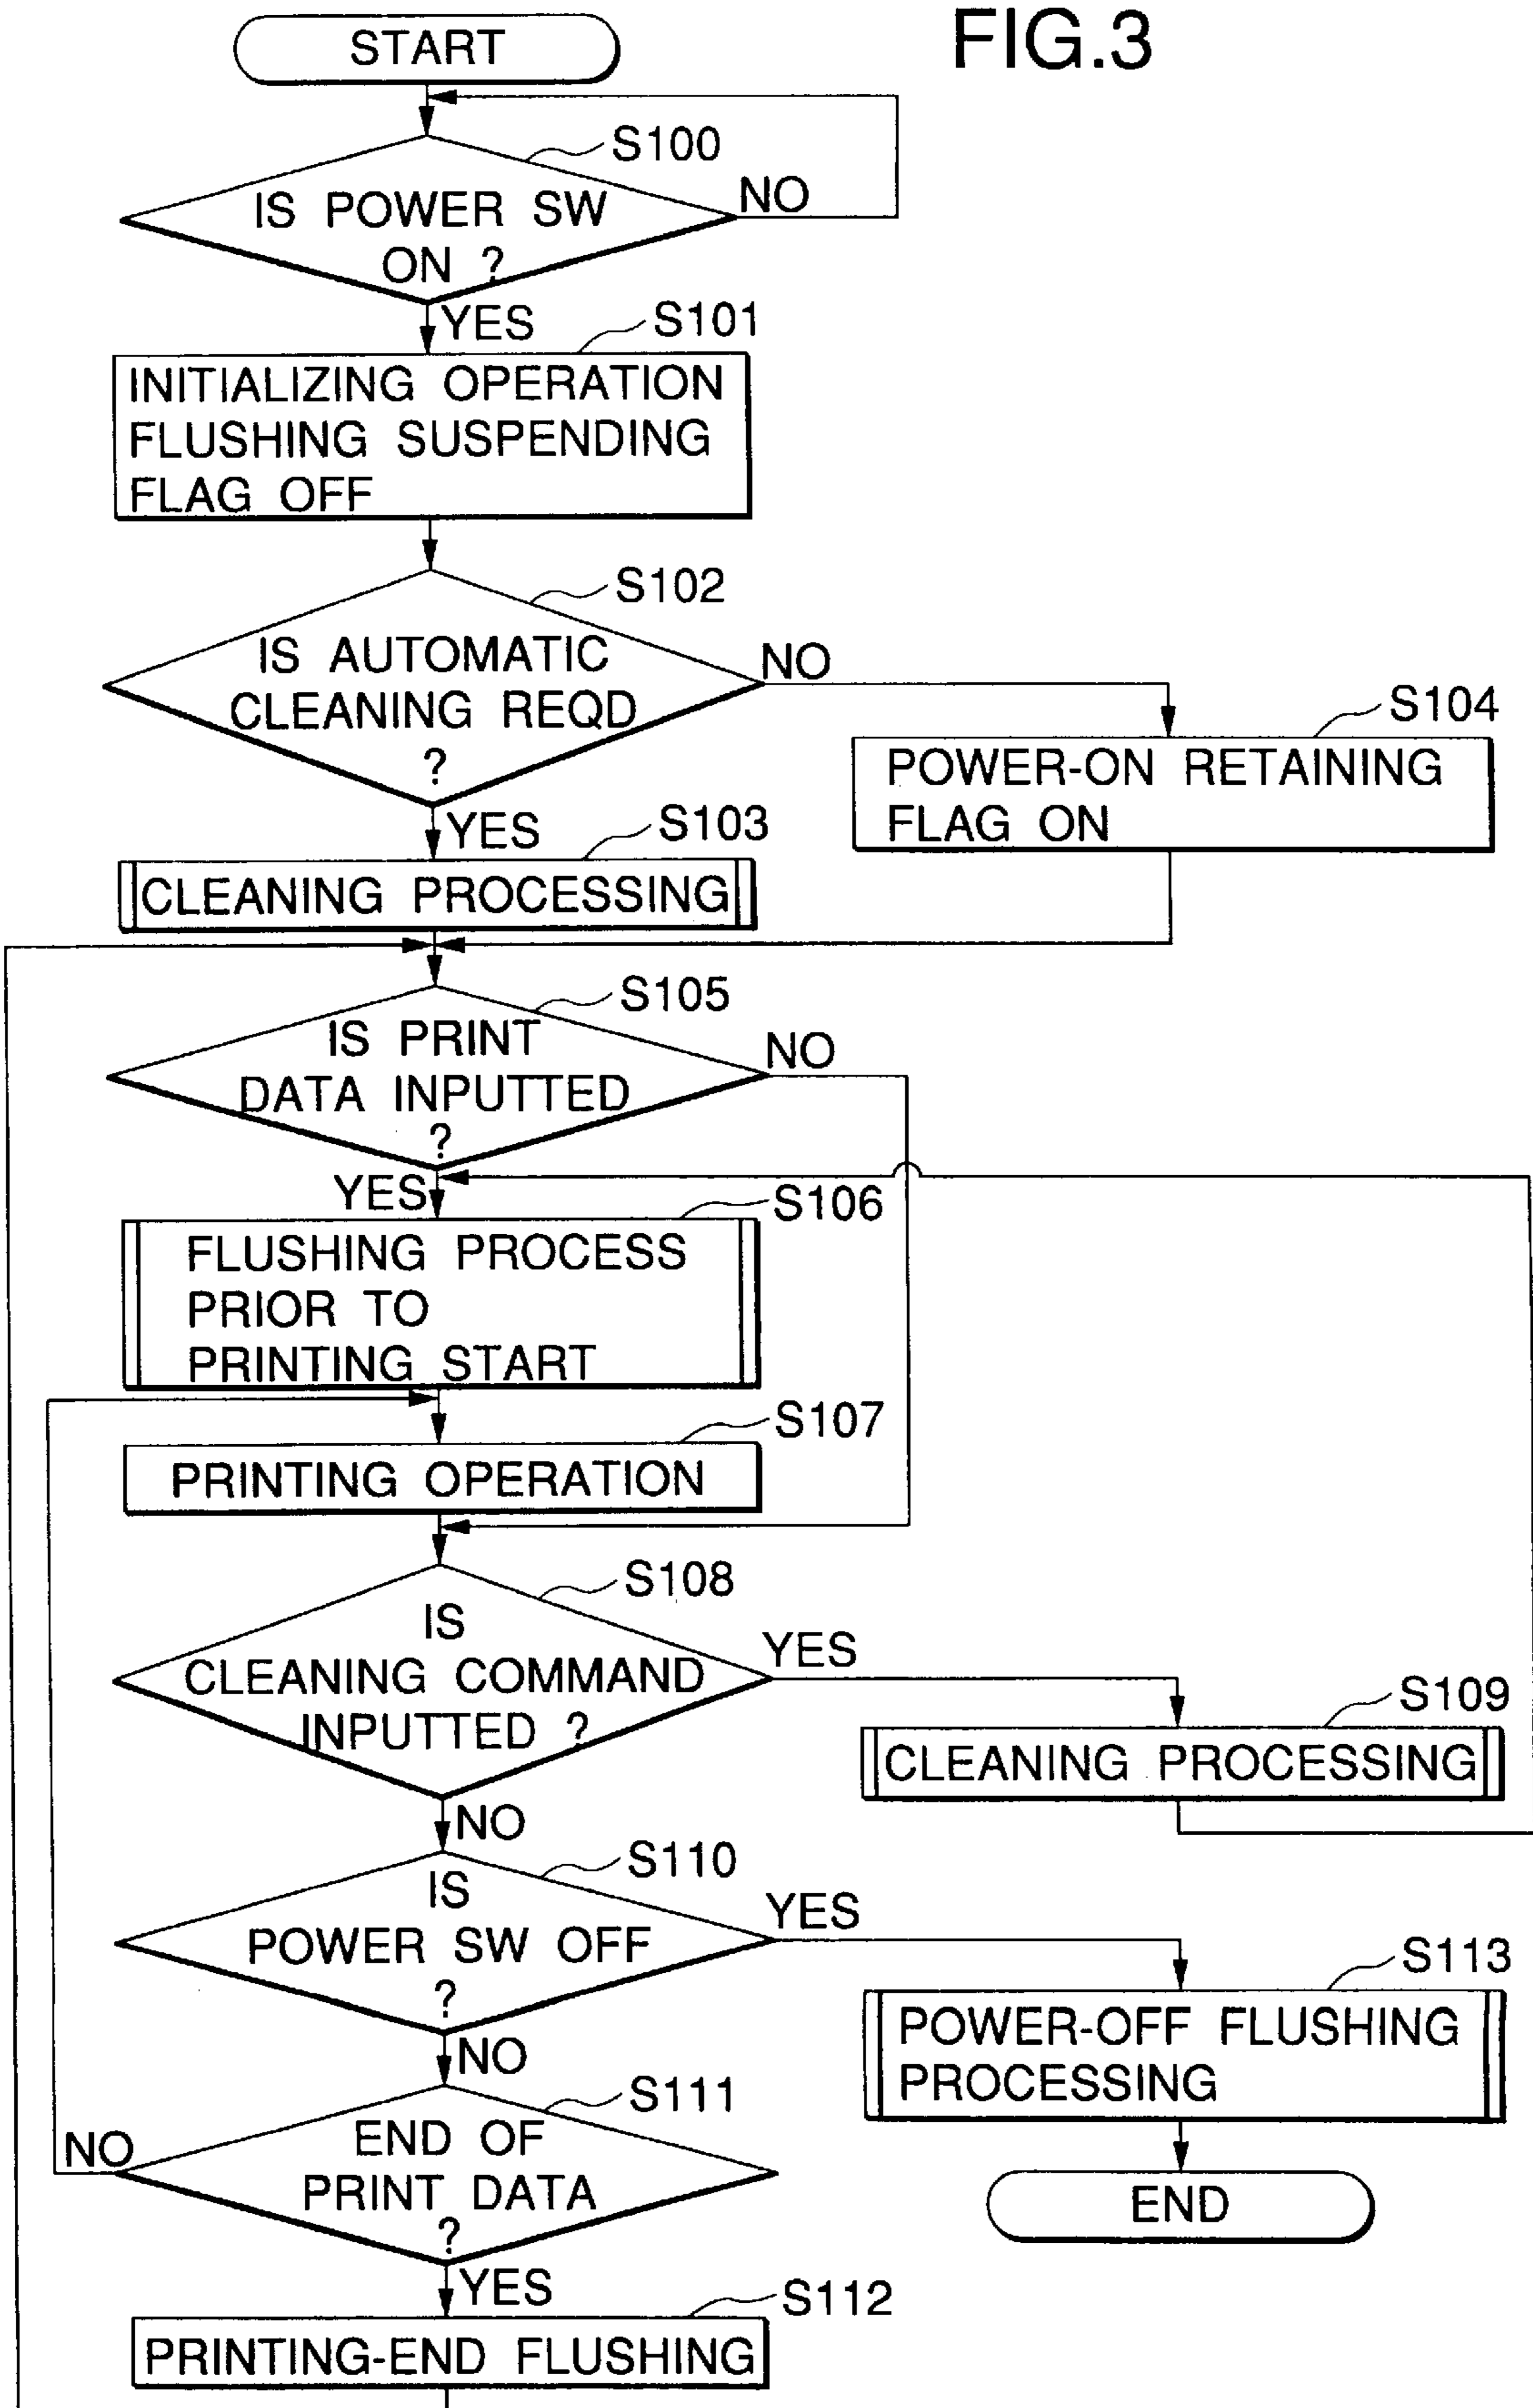 FIG.3
START
S100
IS POWER SW
ON ?
NO
YES
S101
INITIALIZING OPERATION
FLUSHING SUSPENDING
FLAG OFF
S102
IS AUTOMATIC
CLEANING REQD
?
NO
S104
POWER-ON RETAINING
FLAG ON
YES
S103
CLEANING PROCESSING
S105
IS PRINT
DATA INPUTTED
?
NO
YES
S106
FLUSHING PROCESS
PRIOR TO
PRINTING START
S107
PRINTING OPERATION
S108
IS
CLEANING COMMAND
INPUTTED ?
YES
S109
CLEANING PROCESSING
NO
S110
IS
POWER SW OFF
?
YES
S113
POWER-OFF FLUSHING
PROCESSING
NO
S111
END OF
PRINT DATA
?
NO
END
YES
S112
PRINTING-END FLUSHING